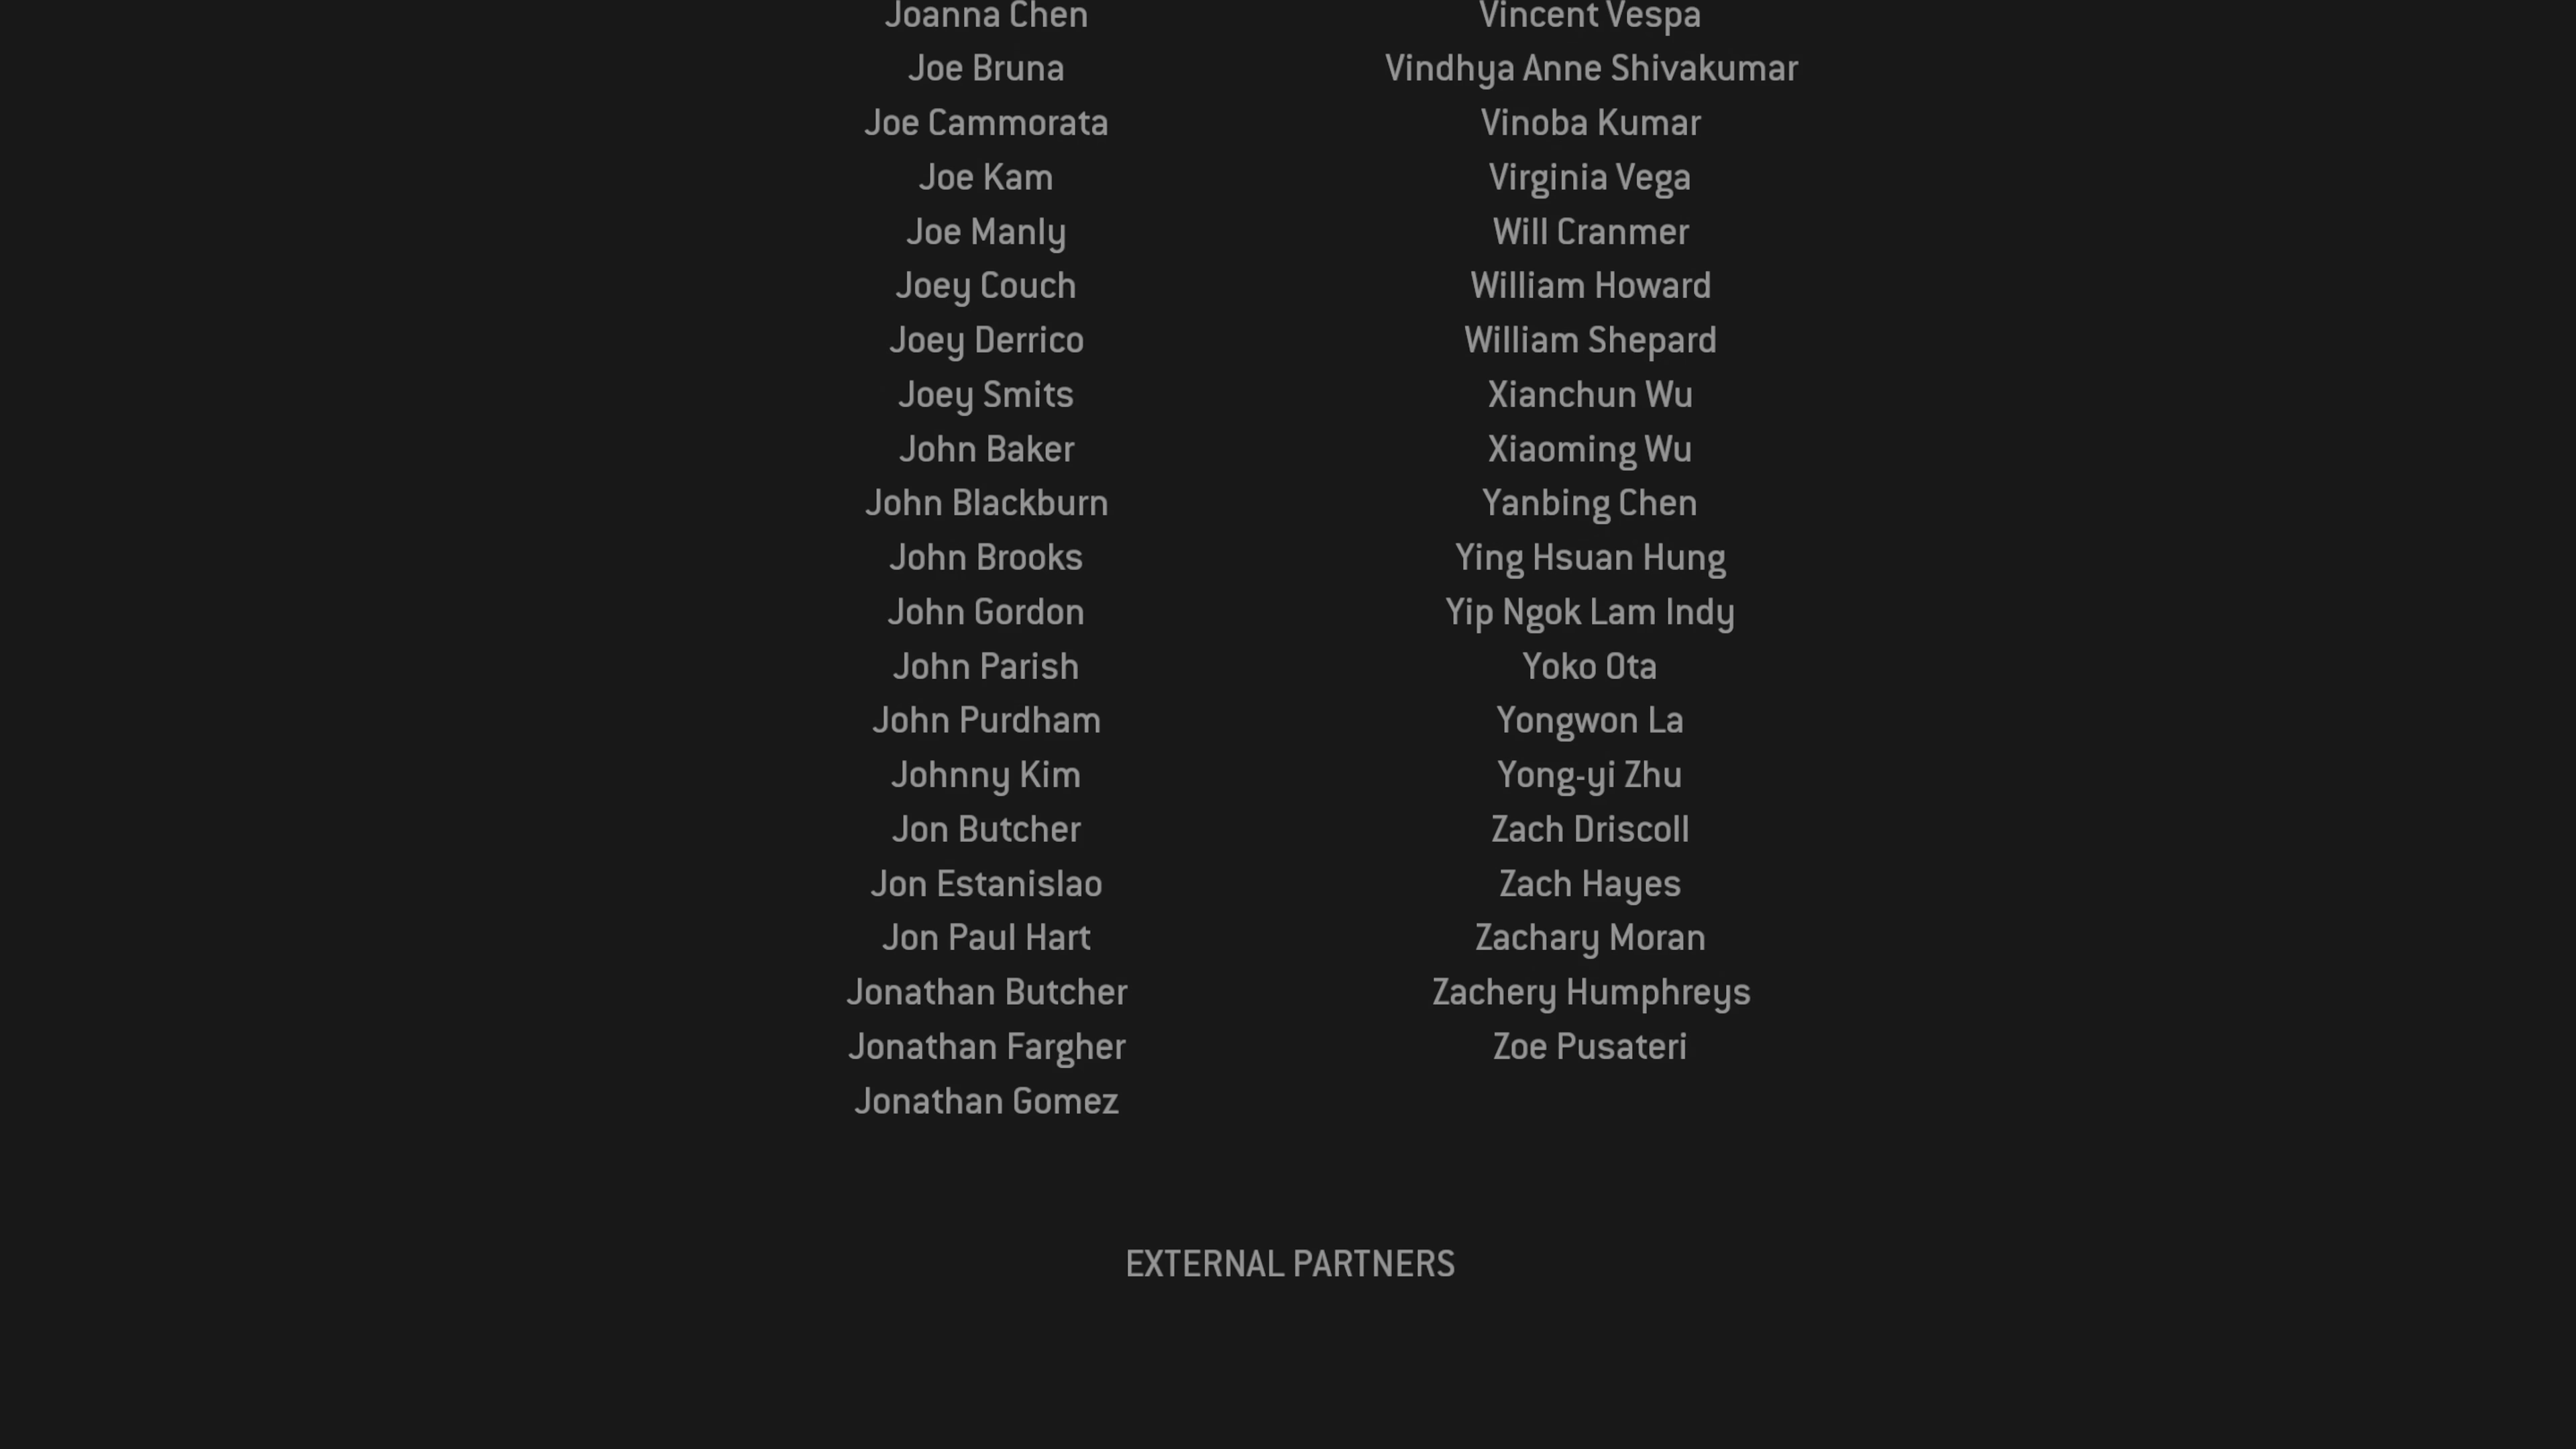 Joanna Chen
Joe Bruna
Joe Cammorata
Joe Kam
Joe Manly
Joey Couch
Joey Derrico
Joey Smits
John Baker
John Blackburn
John Brooks
John Gordon
John Parish
John Purdham
Johnny Kim
Jon Butcher
Jon Estanislao
Jon Paul Hart
Jonathan Butcher
Jonathan Fargher
Jonathan Gomez
Vincent Vespa
Vindhya Anne Shivakumar
Vinoba Kumar
Virginia Vega
Will Cranmer
William Howard
William Shepard
Xianchun Wu
Xiaoming Wu
Yanbing Chen
Ying Hsuan Hung
Yip Ngok Lam Indy
Yoko Ota
Yongwon La
Yong-yi Zhu
Zach Driscoll
Zach Hayes
Zachary Moran
Zachery Humphreys
Zoe Pusateri
EXTERNAL PARTNERS